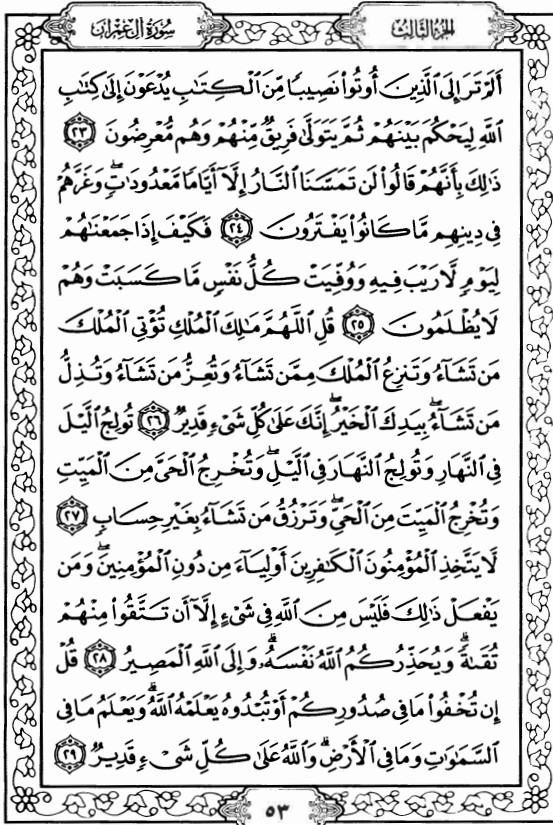 الجزء الثالث
سورة آل عمران
أَلَمْ تَرَ إِلَى ٱلَّذِينَ أُوتُوا۟ نَصِيبًا مِّنَ ٱلْكِتَٰبِ يُدْعَوْنَ إِلَىٰ كِتَٰبِ
ٱللَّهِ لِيَحْكُمَ بَيْنَهُمْ ثُمَّ يَتَوَلَّىٰ فَرِيقٌ مِّنْهُمْ وَهُم مُّعْرِضُونَ ٢٣
ذَٰلِكَ بِأَنَّهُمْ قَالُوا۟ لَن تَمَسَّنَا ٱلنَّارُ إِلَّآ أَيَّامًا مَّعْدُودَٰتٍ ۖ وَغَرَّهُمْ
فِى دِينِهِم مَّا كَانُوا۟ يَفْتَرُونَ ٢٤ فَكَيْفَ إِذَا جَمَعْنَٰهُمْ
لِيَوْمٍ لَّا رَيْبَ فِيهِ وَوُفِّيَتْ كُلُّ نَفْسٍ مَّا كَسَبَتْ وَهُمْ
لَا يُظْلَمُونَ ٢٥ قُلِ ٱللَّهُمَّ مَٰلِكَ ٱلْمُلْكِ تُؤْتِى ٱلْمُلْكَ
مَن تَشَآءُ وَتَنزِعُ ٱلْمُلْكَ مِمَّن تَشَآءُ وَتُعِزُّ مَن تَشَآءُ وَتُذِلُّ
مَن تَشَآءُ ۖ بِيَدِكَ ٱلْخَيْرُ ۖ إِنَّكَ عَلَىٰ كُلِّ شَىْءٍ قَدِيرٌ ٢٦ تُولِجُ ٱلَّيْلَ
فِى ٱلنَّهَارِ وَتُولِجُ ٱلنَّهَارَ فِى ٱلَّيْلِ ۖ وَتُخْرِجُ ٱلْحَىَّ مِنَ ٱلْمَيِّتِ
وَتُخْرِجُ ٱلْمَيِّتَ مِنَ ٱلْحَىِّ ۖ وَتَرْزُقُ مَن تَشَآءُ بِغَيْرِ حِسَابٍ ٢٧
لَّا يَتَّخِذِ ٱلْمُؤْمِنُونَ ٱلْكَٰفِرِينَ أَوْلِيَآءَ مِن دُونِ ٱلْمُؤْمِنِينَ ۖ وَمَن
يَفْعَلْ ذَٰلِكَ فَلَيْسَ مِنَ ٱللَّهِ فِى شَىْءٍ إِلَّآ أَن تَتَّقُوا۟ مِنْهُمْ
تُقَىٰةً ۗ وَيُحَذِّرُكُمُ ٱللَّهُ نَفْسَهُۥ ۗ وَإِلَى ٱللَّهِ ٱلْمَصِيرُ ٢٨ قُلْ
إِن تُخْفُوا۟ مَا فِى صُدُورِكُمْ أَوْ تُبْدُوهُ يَعْلَمْهُ ٱللَّهُ ۗ وَيَعْلَمُ مَا فِى
ٱلسَّمَٰوَٰتِ وَمَا فِى ٱلْأَرْضِ ۗ وَٱللَّهُ عَلَىٰ كُلِّ شَىْءٍ قَدِيرٌ ٢٩
٥٣